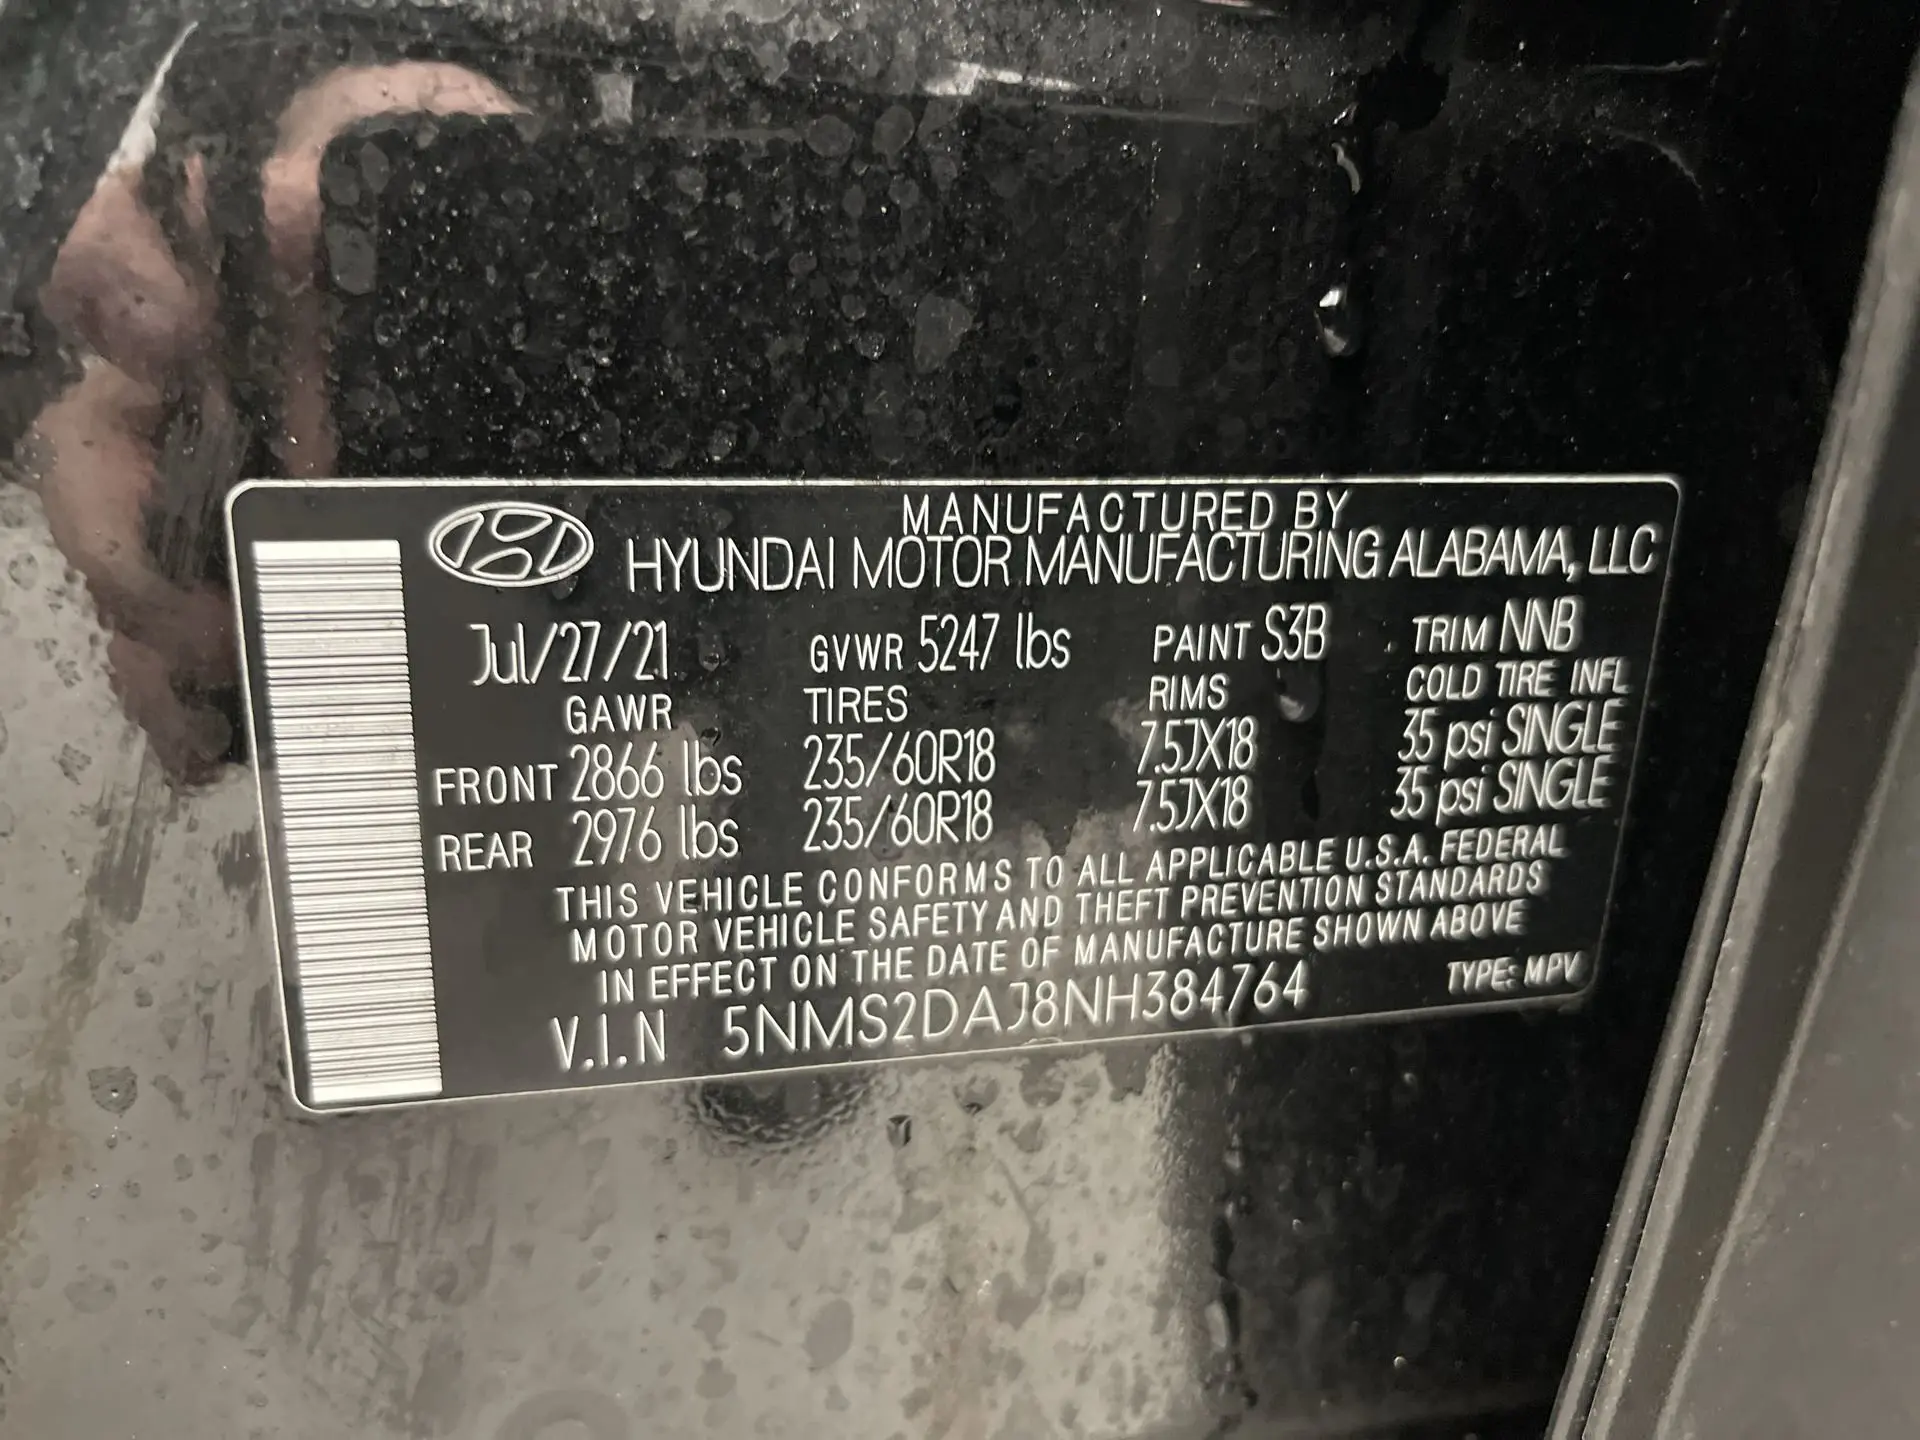 MANUFACTURED BY
HYUNDAI MOTOR MANUFACTURING ALABAMA, LLC
Jul/27/21 GVWR 5247 lbs PAINT S3B TRIM NNB
GAWR TIRES RIMS COLD TIRE INFL
FRONT 2866 lbs 235/60R18 7.5JX18 35 psi SINGLE
REAR 2976 lbs 235/60R18 7.5JX18 35 psi SINGLE
THIS VEHICLE CONFORMS TO ALL APPLICABLE U.S.A. FEDERAL
MOTOR VEHICLE SAFETY AND THEFT PREVENTION STANDARDS
IN EFFECT ON THE DATE OF MANUFACTURE SHOWN ABOVE
V.I.N 5NMS2DAJ8NH384764 TYPE: MPV